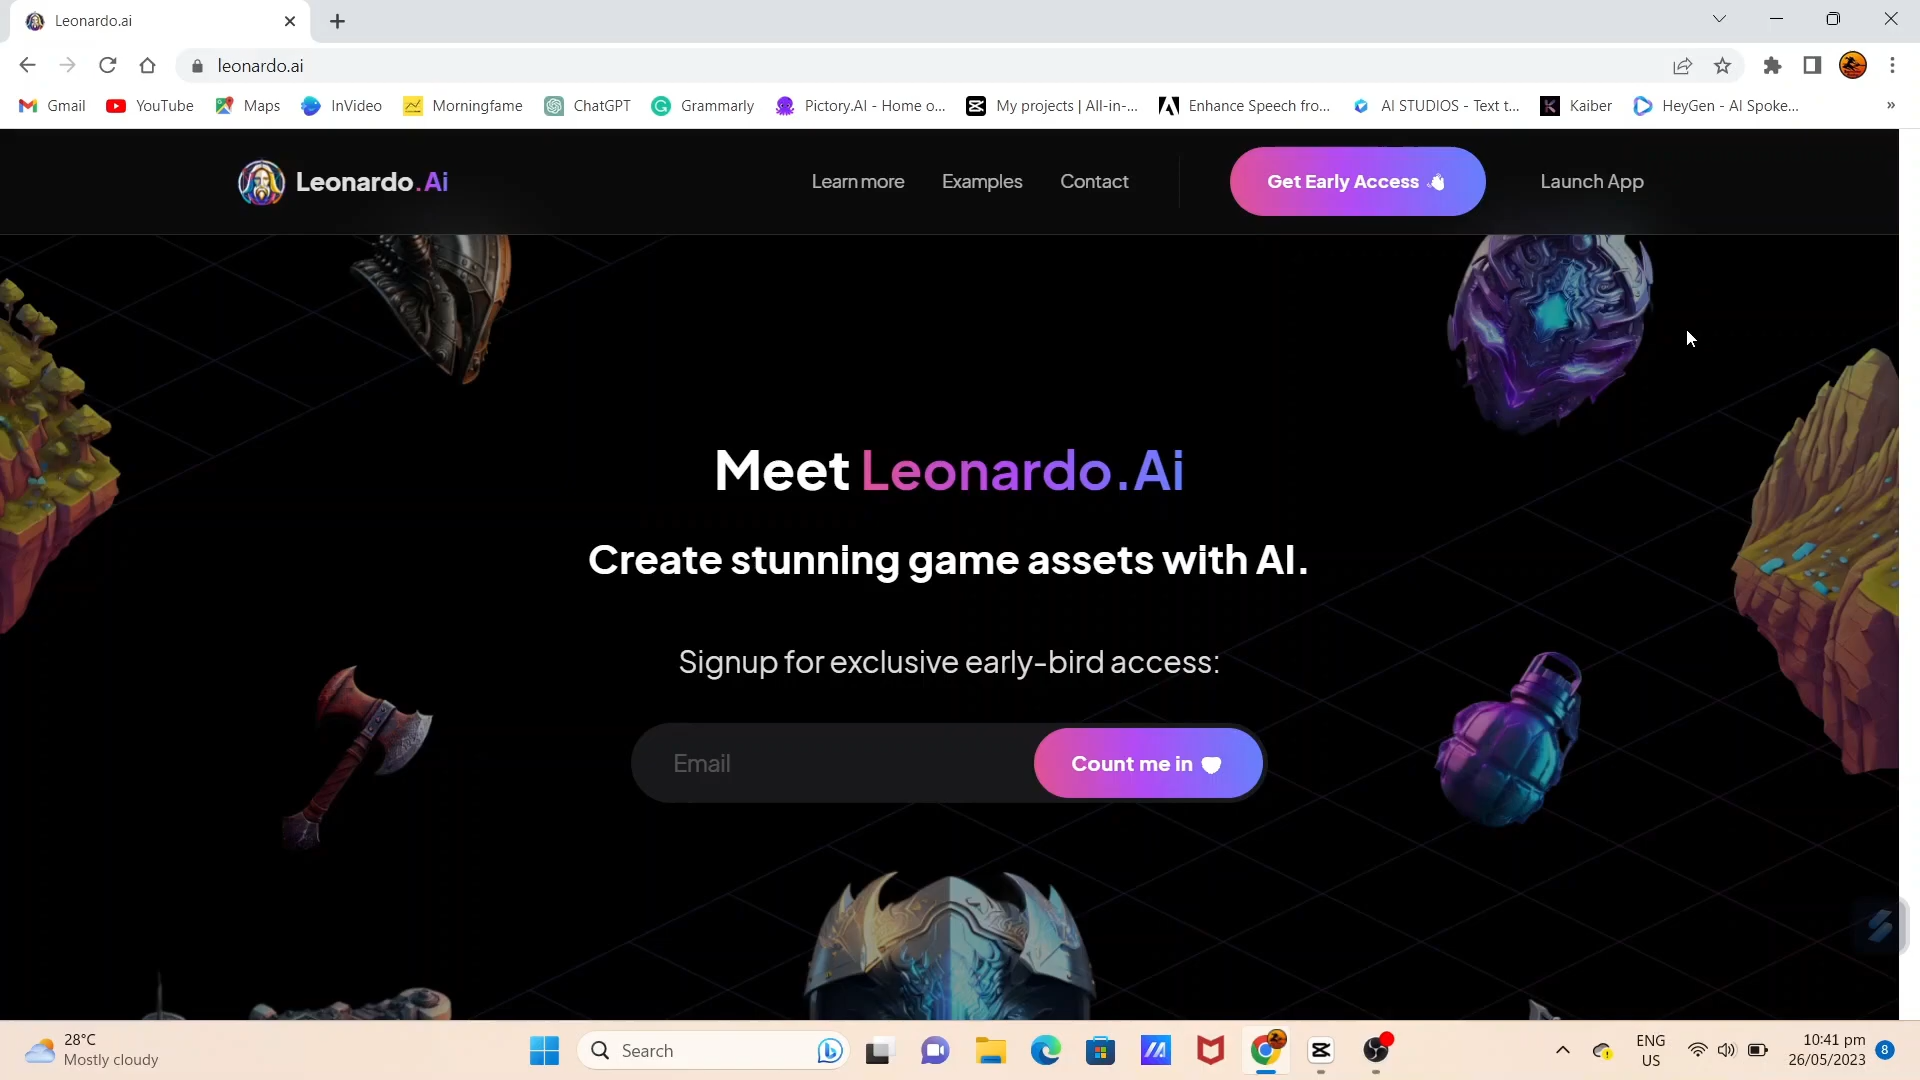 Leonardo.ai
leonardo.ai
Gmail YouTube Maps InVideo Morningfame ChatGPT Grammarly Pictory.AI - Home o... My projects | All-in-... Enhance Speech fro... AI STUDIOS - Text t... Kaiber HeyGen - AI Spoke... »
Leonardo.Ai Learn more Examples Contact Get Early Access Launch App
Meet Leonardo.Ai
Create stunning game assets with AI.
Signup for exclusive early-bird access:
Email Count me in
28°C
Mostly cloudy
Search
ENG
US
10:41 pm
26/05/2023
8